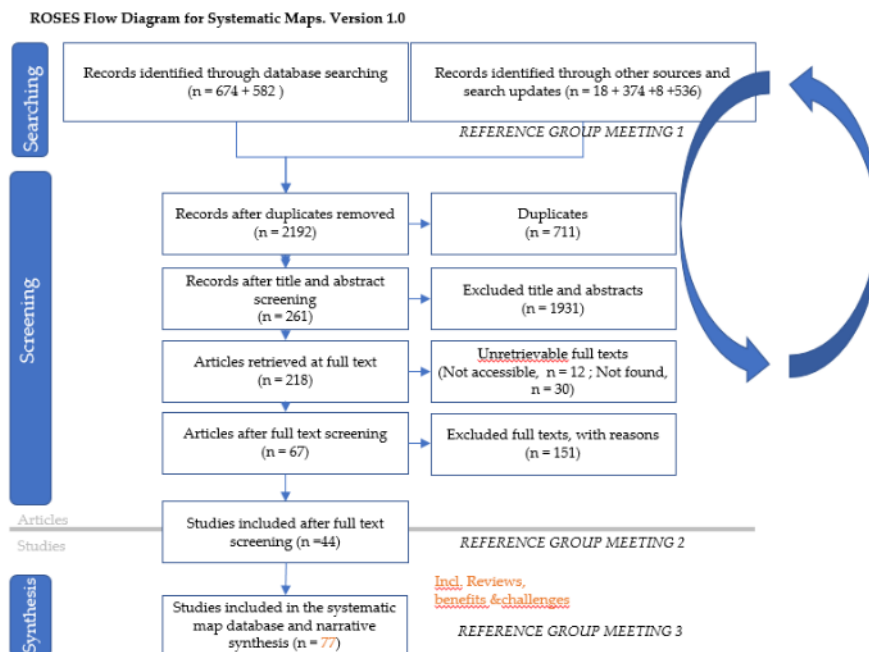 ROSES Flow Diagram for Systematic Maps. Version 1.0
Searching
Records identified through database searching
(n = 674 + 582 )
Records identified through other sources and
search updates (n = 18 + 374 +8 +536)
REFERENCE GROUP MEETING 1
Screening
Records after duplicates removed
(n = 2192)
Duplicates
(n = 711)
Records after title and abstract
screening
(n = 261)
Excluded title and abstracts
(n = 1931)
Articles retrieved at full text
(n = 218)
Unretrievable full texts
(Not accessible, n = 12 ; Not found,
n = 30)
Articles after full text screening
(n = 67)
Excluded full texts, with reasons
(n = 151)
Articles
Studies
Studies included after full text
screening (n =44)
REFERENCE GROUP MEETING 2
Synthesis
Incl. Reviews,
benefits &challenges
Studies included in the systematic
map database and narrative
synthesis (n = 77)
REFERENCE GROUP MEETING 3